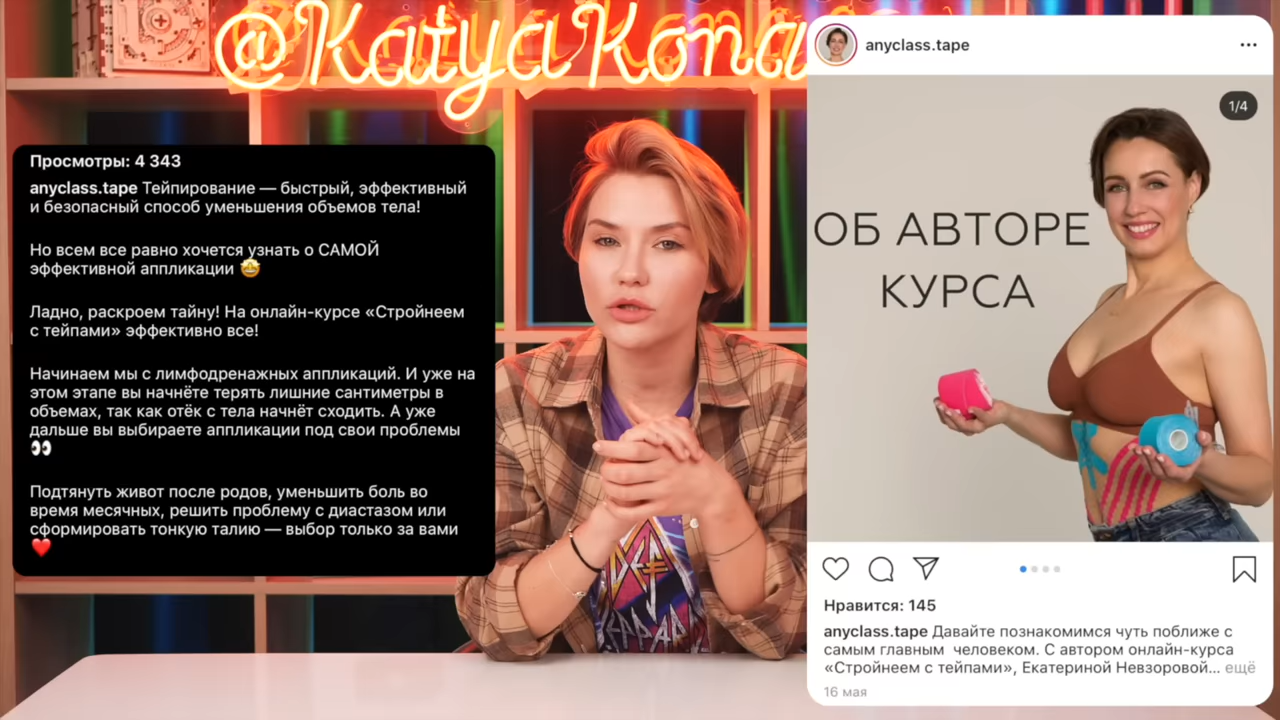 @KatyaKona
Просмотры: 4 343
anyclass.tape Тейпирование — быстрый, эффективный
и безопасный способ уменьшения объемов тела!
Но всем все равно хочется узнать о САМОЙ
эффективной аппликации 🤩
Ладно, раскроем тайну! На онлайн-курсе «Стройнеем
с тейпами» эффективно все!
Начинаем мы с лимфодренажных аппликаций. И уже на
этом этапе вы начнёте терять лишние сантиметры в
объемах, так как отёк с тела начнёт сходить. А уже
дальше вы выбираете аппликации под свои проблемы
👀
Подтянуть живот после родов, уменьшить боль во
время месячных, решить проблему с диастазом или
сформировать тонкую талию — выбор только за вами
❤️
DEF
LEPPARD
anyclass.tape
1/4
ОБ АВТОРЕ
КУРСА
Нравится: 145
anyclass.tape Давайте познакомимся чуть поближе с
самым главным человеком. С автором онлайн-курса
«Стройнеем с тейпами», Екатериной Невзоровой... ещё
16 мая